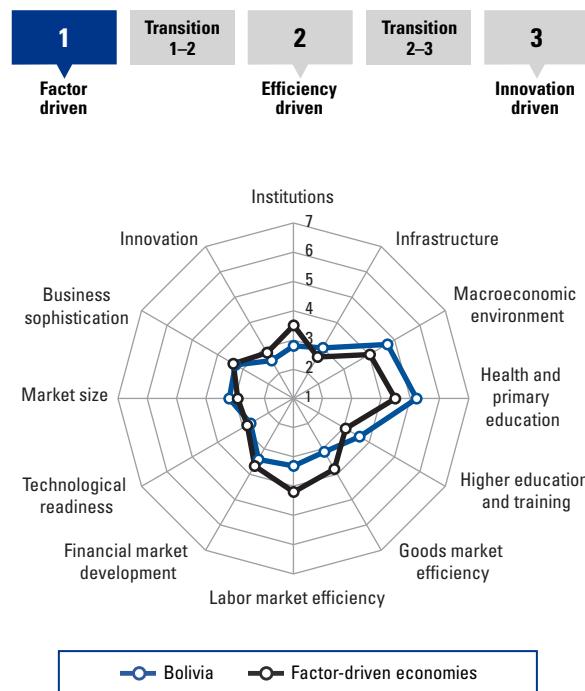 1
Transition
1–2
2
Transition
2–3
3
Factor
driven
Efficiency
driven
Innovation
driven
Institutions
7
6
5
4
3
2
1
Innovation
Infrastructure
Business
sophistication
Macroeconomic
environment
Market size
Health and
primary
education
Technological
readiness
Higher education
and training
Financial market
development
Goods market
efficiency
Labor market efficiency
Bolivia
Factor-driven economies